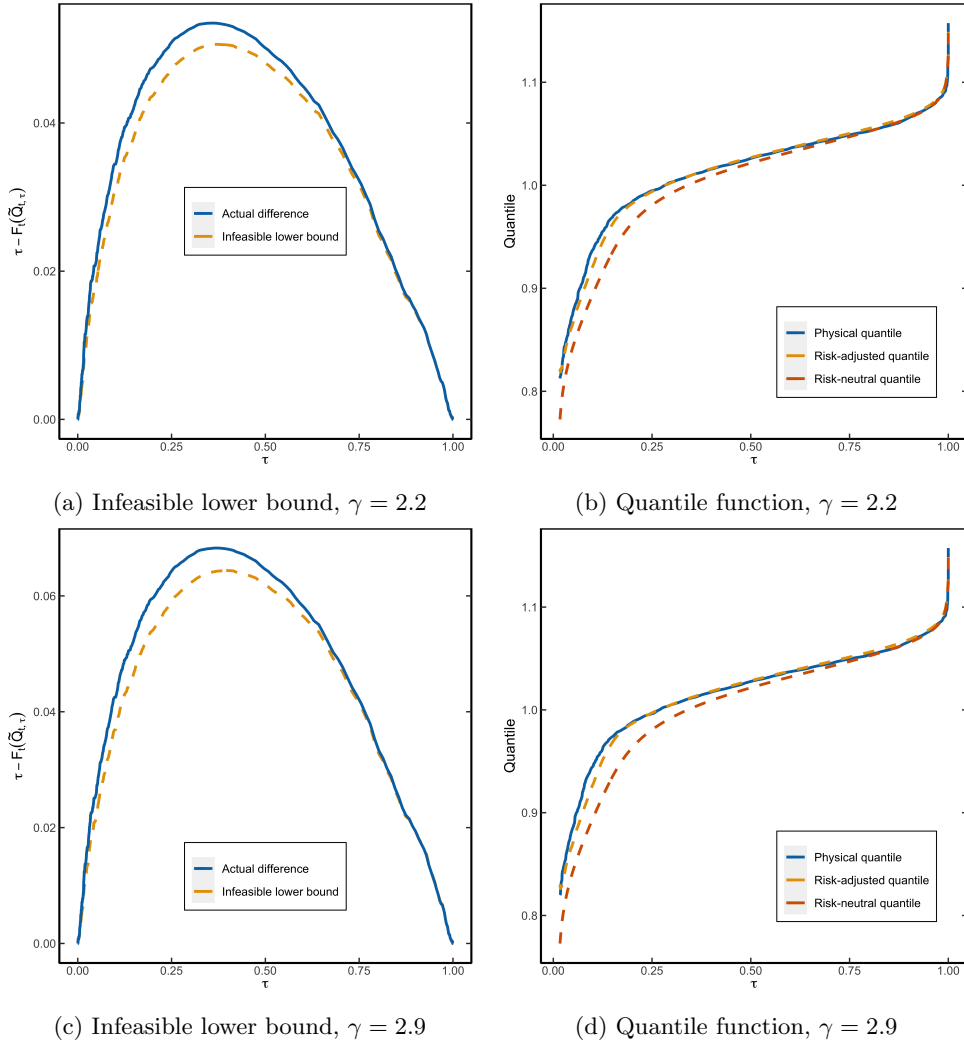 τ − Fₜ(Q̃ₜ,τ)
0.04
0.02
0.00
Actual difference
Infeasible lower bound
0.00 0.25 0.50 0.75 1.00
τ
Quantile
1.1
1.0
0.9
0.8
Physical quantile
Risk-adjusted quantile
Risk-neutral quantile
0.00 0.25 0.50 0.75 1.00
τ
(a) Infeasible lower bound, γ = 2.2
(b) Quantile function, γ = 2.2
τ − Fₜ(Q̃ₜ,τ)
0.06
0.04
0.02
0.00
Actual difference
Infeasible lower bound
0.00 0.25 0.50 0.75 1.00
τ
Quantile
1.1
1.0
0.9
0.8
Physical quantile
Risk-adjusted quantile
Risk-neutral quantile
0.00 0.25 0.50 0.75 1.00
τ
(c) Infeasible lower bound, γ = 2.9
(d) Quantile function, γ = 2.9